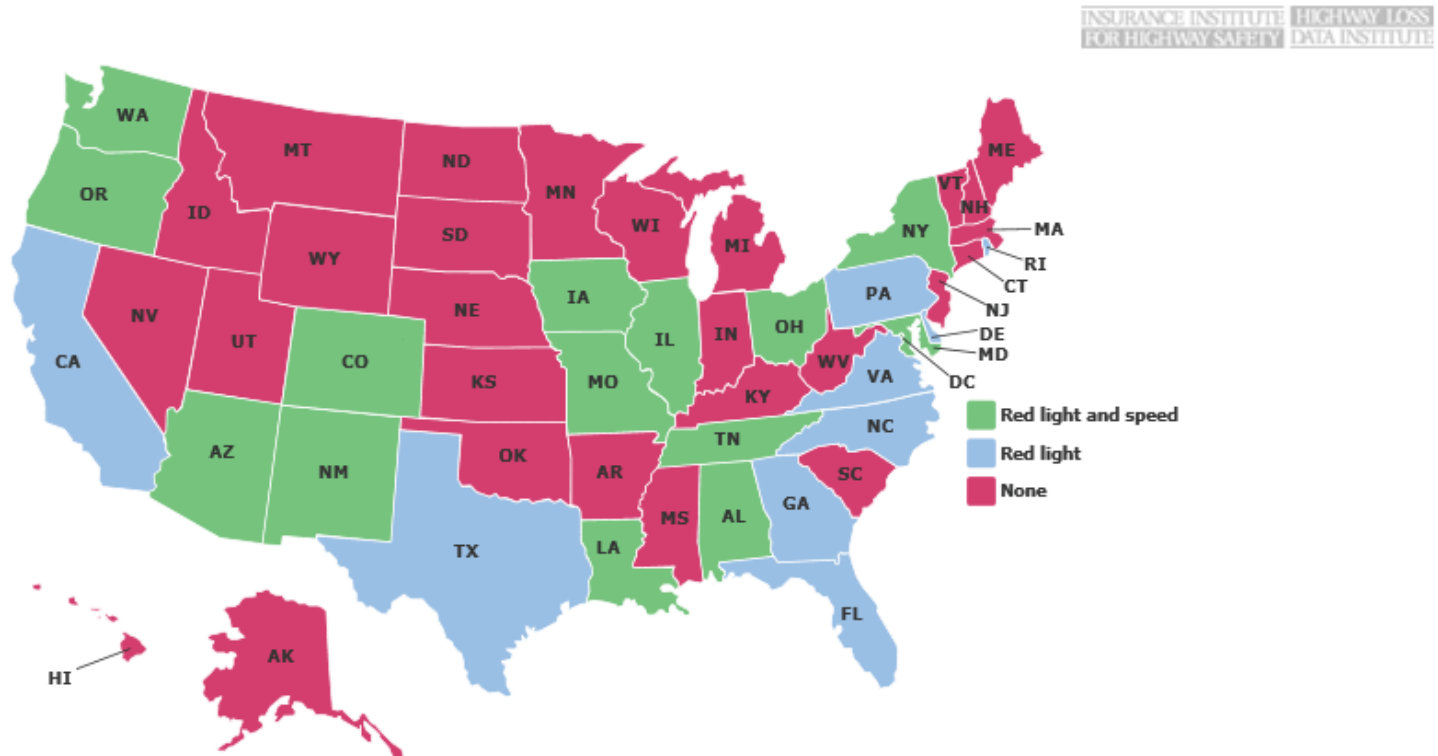 INSURANCE INSTITUTE HIGHWAY LOSS
FOR HIGHWAY SAFETY DATA INSTITUTE
WA
MT
ND
MN
ME
OR
ID
SD
WI
VT
NH
MI
NY
MA
WY
RI
CT
NV
NE
IA
PA
NJ
UT
IL
IN
OH
DE
MD
CA
CO
KS
MO
WV
VA
DC
KY
Red light and speed
AZ
NM
OK
AR
TN
NC
Red light
SC
None
TX
LA
MS
AL
GA
FL
HI
AK